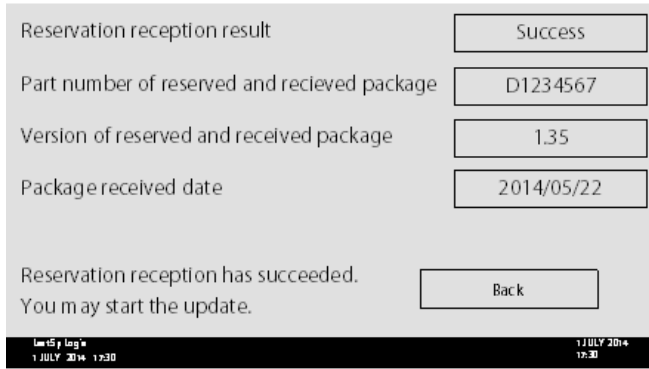 Reservation reception result
Success
Part number of reserved and recieved package
D1234567
Version of reserved and received package
1.35
Package received date
2014/05/22
Reservation reception has succeeded.
You may start the update.
Back
1 JULY 2014
17:30
1 JULY 2014
17:30